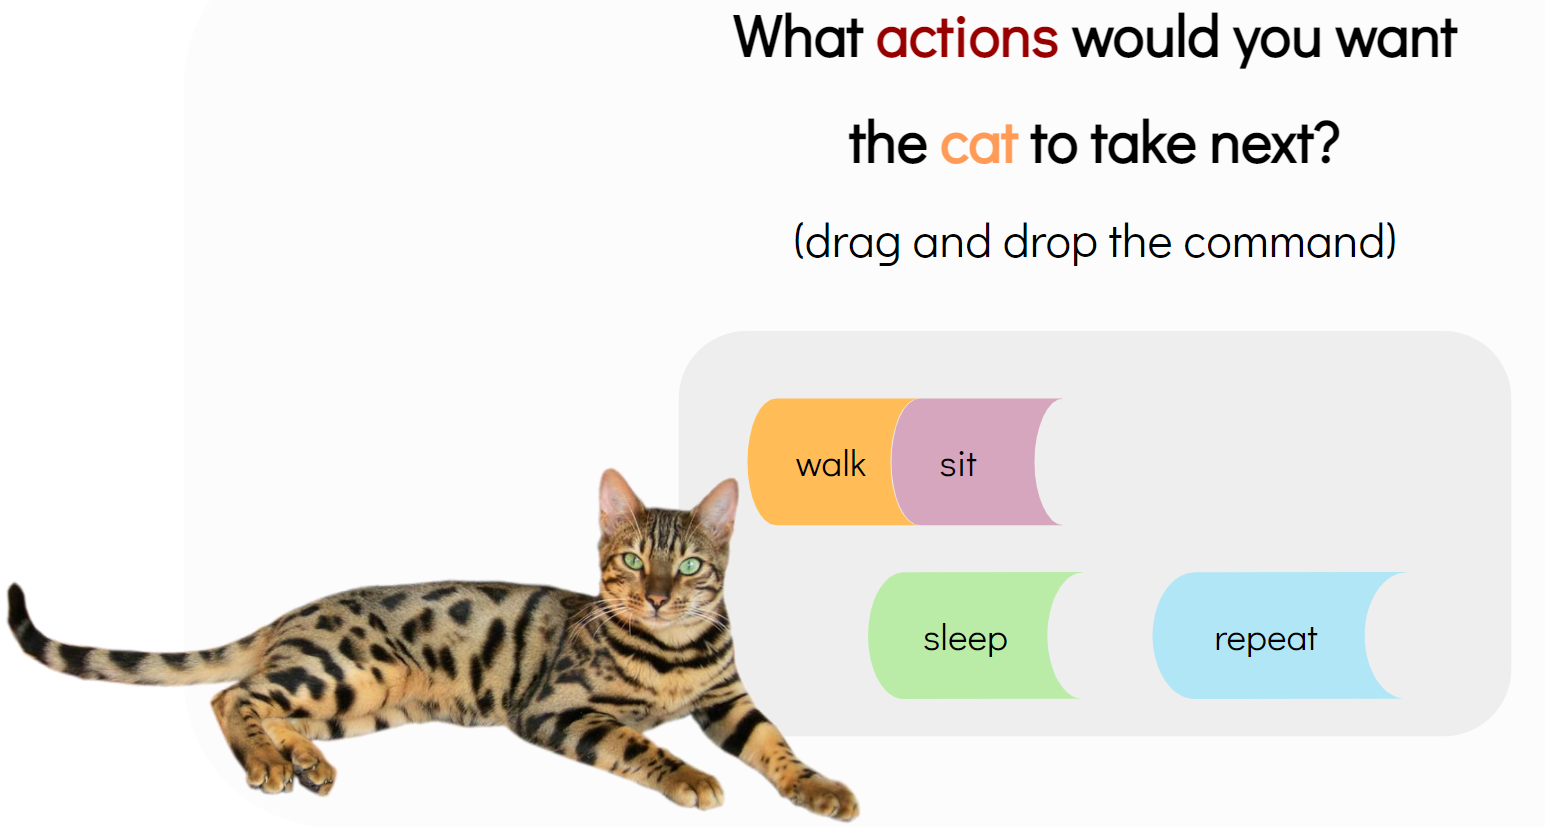 What actions would you want
the cat to take next?
(drag and drop the command)
walk sit
sleep repeat